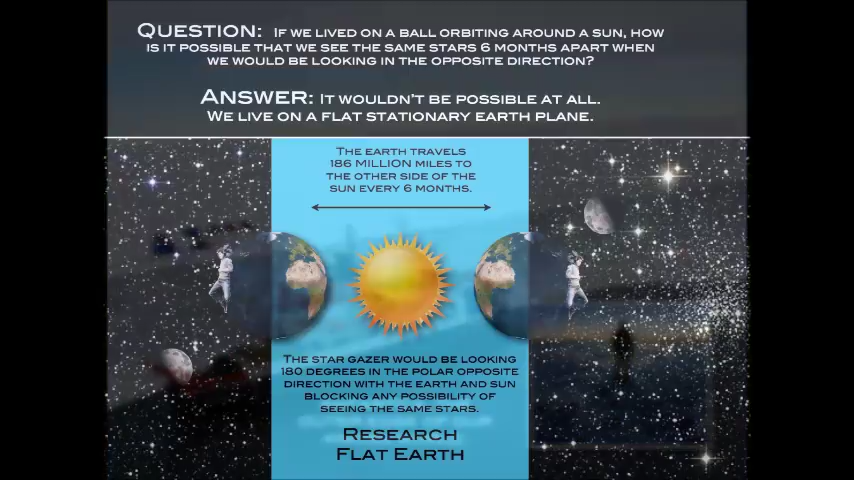 QUESTION: IF WE LIVED ON A BALL ORBITING AROUND A SUN, HOW
IS IT POSSIBLE THAT WE SEE THE SAME STARS 6 MONTHS APART WHEN
WE WOULD BE LOOKING IN THE OPPOSITE DIRECTION?
ANSWER: IT WOULDN'T BE POSSIBLE AT ALL.
WE LIVE ON A FLAT STATIONARY EARTH PLANE.
THE EARTH TRAVELS
186 MILLION MILES TO
THE OTHER SIDE OF THE
SUN EVERY 6 MONTHS.
THE STAR GAZER WOULD BE LOOKING
180 DEGREES IN THE POLAR OPPOSITE
DIRECTION WITH THE EARTH AND SUN
BLOCKING ANY POSSIBILITY OF
SEEING THE SAME STARS.
RESEARCH
FLAT EARTH